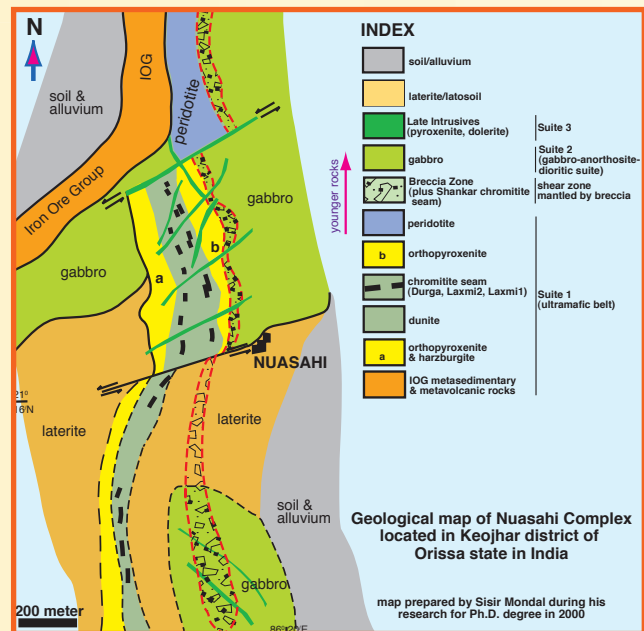 N
soil &
alluvium
IOG
peridotite
Iron Ore Group
gabbro
gabbro
a
b
NUASAHI
21º
16'N
laterite
laterite
soil &
alluvium
gabbro
200 meter
86º 20'E
INDEX
soil/alluvium
laterite/latosoil
Late Intrusives
(pyroxenite, dolerite)
Suite 3
gabbro
Suite 2
(gabbro-anorthosite-
dioritic suite)
Breccia Zone
(plus Shankar chromitite
seam)
shear zone
mantled by breccia
younger rocks
peridotite
b
orthopyroxenite
chromitite seam
(Durga, Laxmi2, Laxmi1)
Suite 1
(ultramafic belt)
dunite
a
orthopyroxenite
& harzburgite
IOG metasedimentary
& metavolcanic rocks
Geological map of Nuasahi Complex
located in Keojhar district of
Orissa state in India
map prepared by Sisir Mondal during his
research for Ph.D. degree in 2000